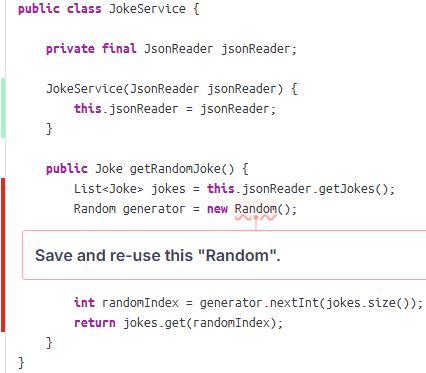 public class JokeService {
private final JsonReader jsonReader;
JokeService(JsonReader jsonReader) {
this.jsonReader = jsonReader;
}
public Joke getRandomJoke() {
List<Joke> jokes = this.jsonReader.getJokes();
Random generator = new Random();
Save and re-use this "Random".
int randomIndex = generator.nextInt(jokes.size());
return jokes.get(randomIndex);
}
}